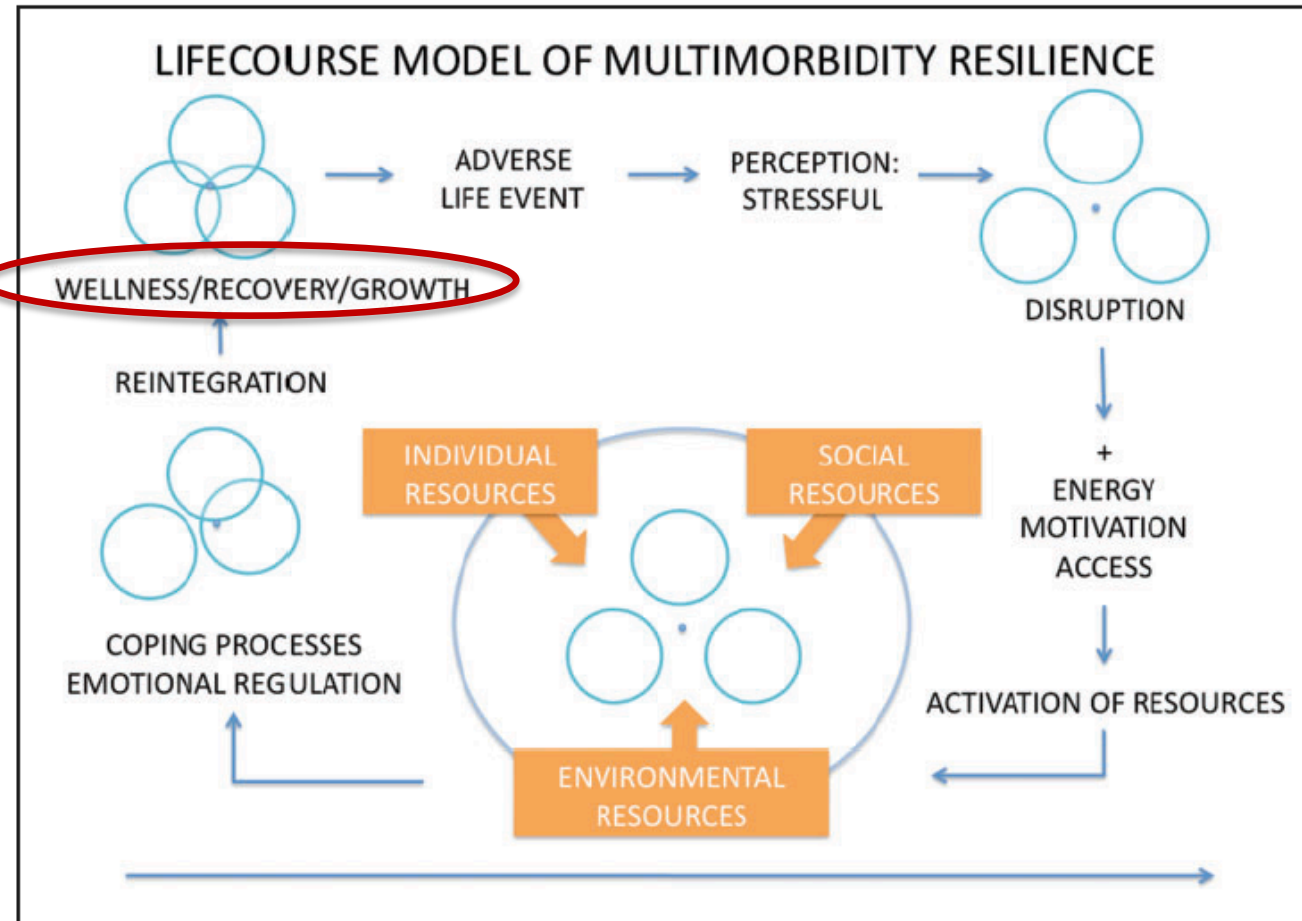 LIFECOURSE MODEL OF MULTIMORBIDITY RESILIENCE
ADVERSE
LIFE EVENT
PERCEPTION:
STRESSFUL
WELLNESS/RECOVERY/GROWTH
DISRUPTION
REINTEGRATION
INDIVIDUAL
RESOURCES
SOCIAL
RESOURCES
+
ENERGY
MOTIVATION
ACCESS
COPING PROCESSES
EMOTIONAL REGULATION
ACTIVATION OF RESOURCES
ENVIRONMENTAL
RESOURCES